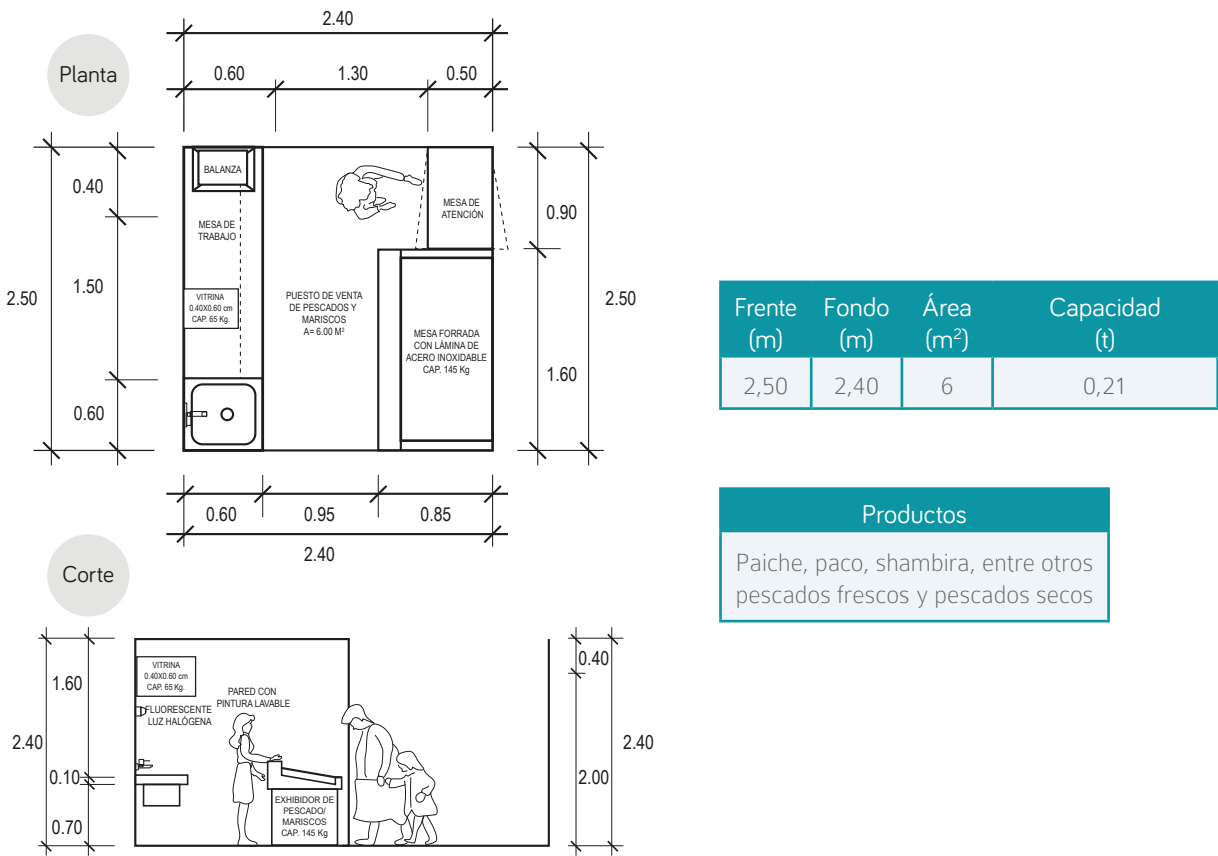 Planta
2.40
0.60
1.30
0.50
2.50
0.40
1.50
0.60
BALANZA
MESA DE
TRABAJO
VITRINA
0.40X0.60 cm
CAP. 65 Kg.
PUESTO DE VENTA
DE PESCADOS Y
MARISCOS
A= 6.00 M²
MESA DE
ATENCIÓN
MESA FORRADA
CON LÁMINA DE
ACERO INOXIDABLE
CAP. 145 Kg
0.90
1.60
2.50
0.60
0.95
0.85
2.40
Corte
2.40
1.60
0.10
0.70
VITRINA
0.40X0.60 cm
CAP. 65 Kg.
FLUORESCENTE
LUZ HALÓGENA
PARED CON
PINTURA LAVABLE
EXHIBIDOR DE
PESCADO/
MARISCOS
CAP. 145 Kg
0.40
2.00
2.40
Frente (m) Fondo (m) Área (m²) Capacidad (t)
2,50 2,40 6 0,21
Productos
Paiche, paco, shambira, entre otros
pescados frescos y pescados secos